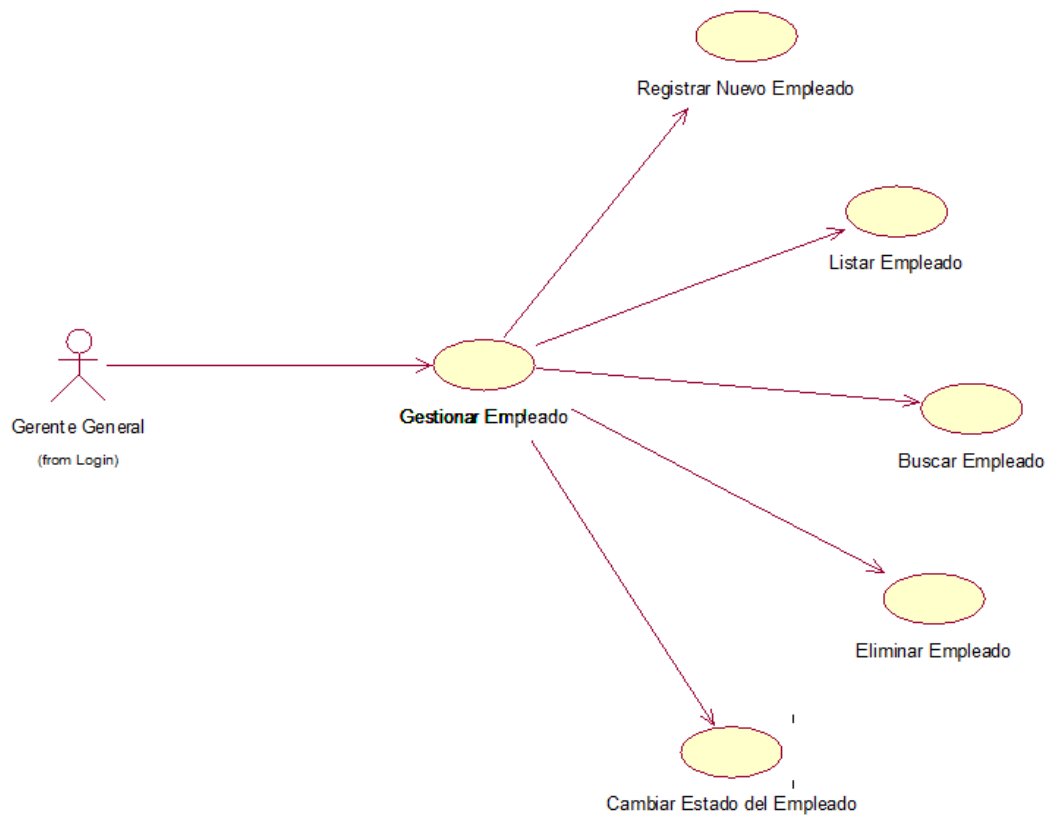 Registrar Nuevo Empleado
Listar Empleado
Gerente General
(from Login)
Gestionar Empleado
Buscar Empleado
Eliminar Empleado
Cambiar Estado del Empleado